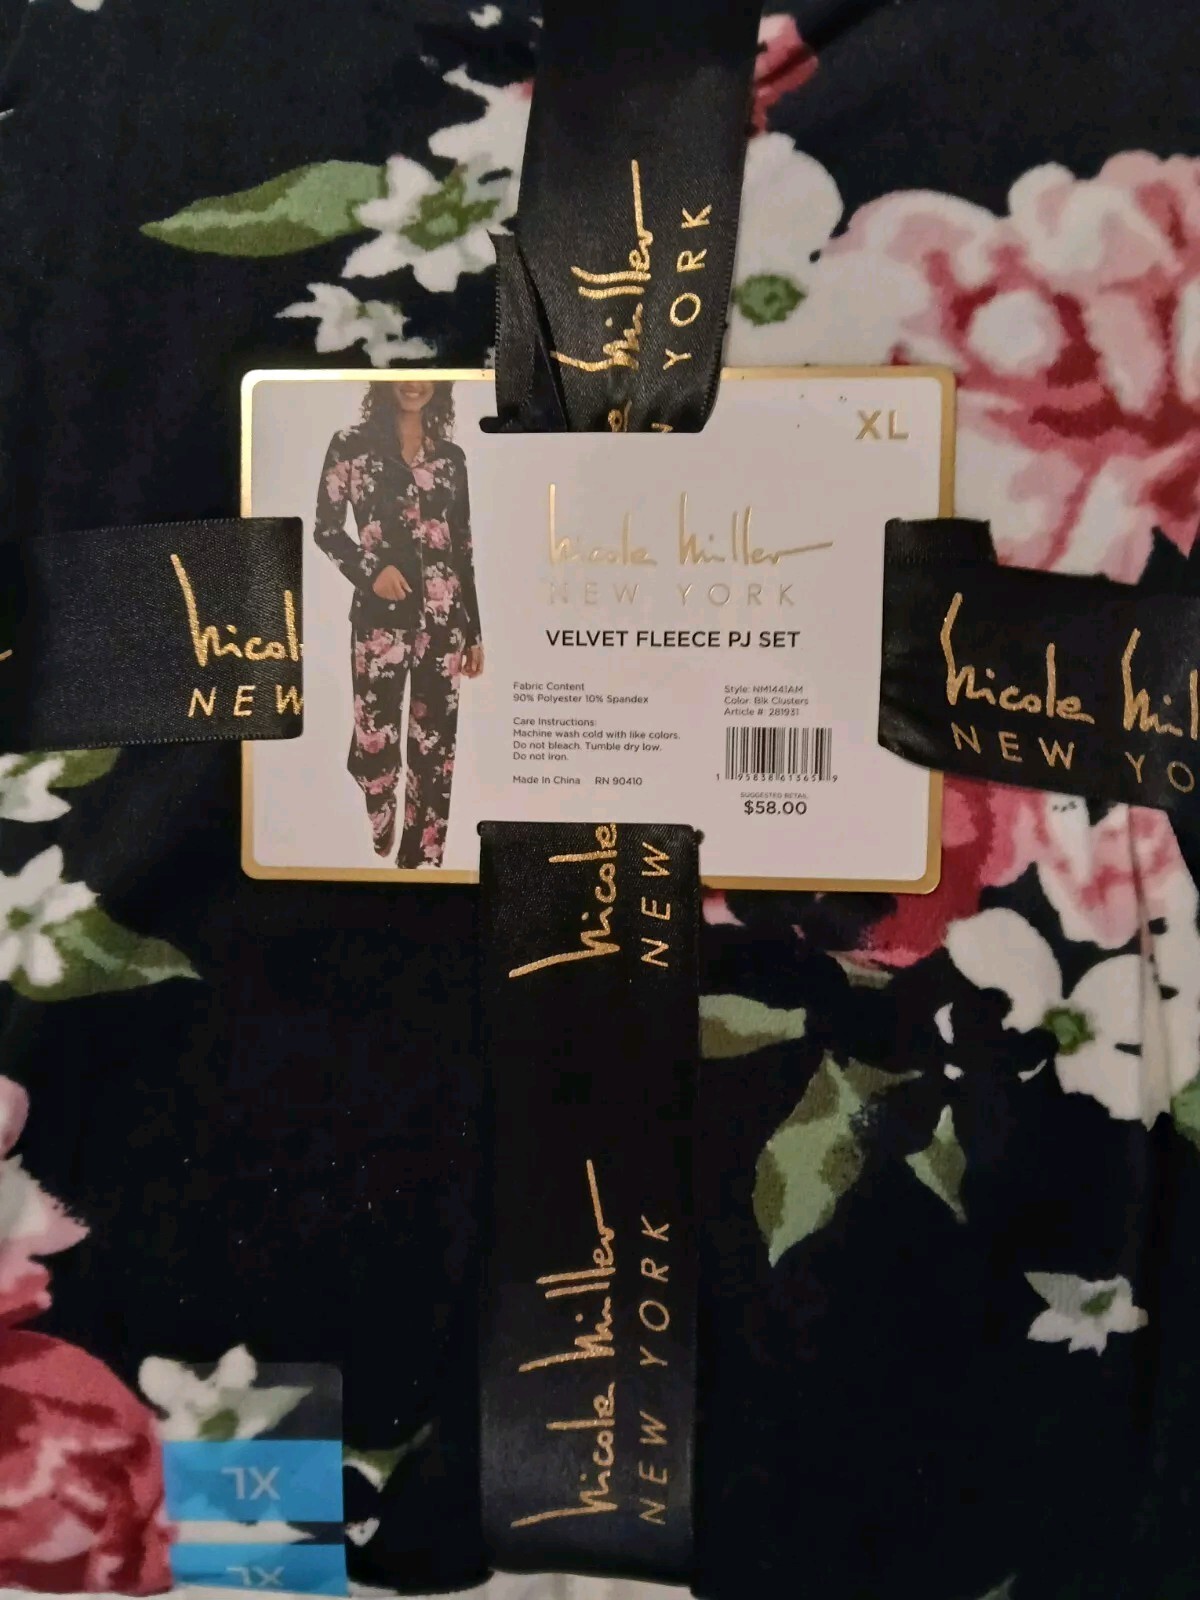 Nicole Miller
NEW YORK
XL
Nicole Miller
NEW YORK
VELVET FLEECE PJ SET
Fabric Content
90% Polyester 10% Spandex
Care Instructions:
Machine wash cold with like colors.
Do not bleach. Tumble dry low.
Do not iron.
Made In China RN 90410
Style: NM1441AM
Color: Blk Clusters
Article #: 281931
SUGGESTED RETAIL
$58.00
Nicol
NEW
Nicole Mill
NEW YO
Nicole
NEW
Nicole Miller
NEW YORK
XL
XL